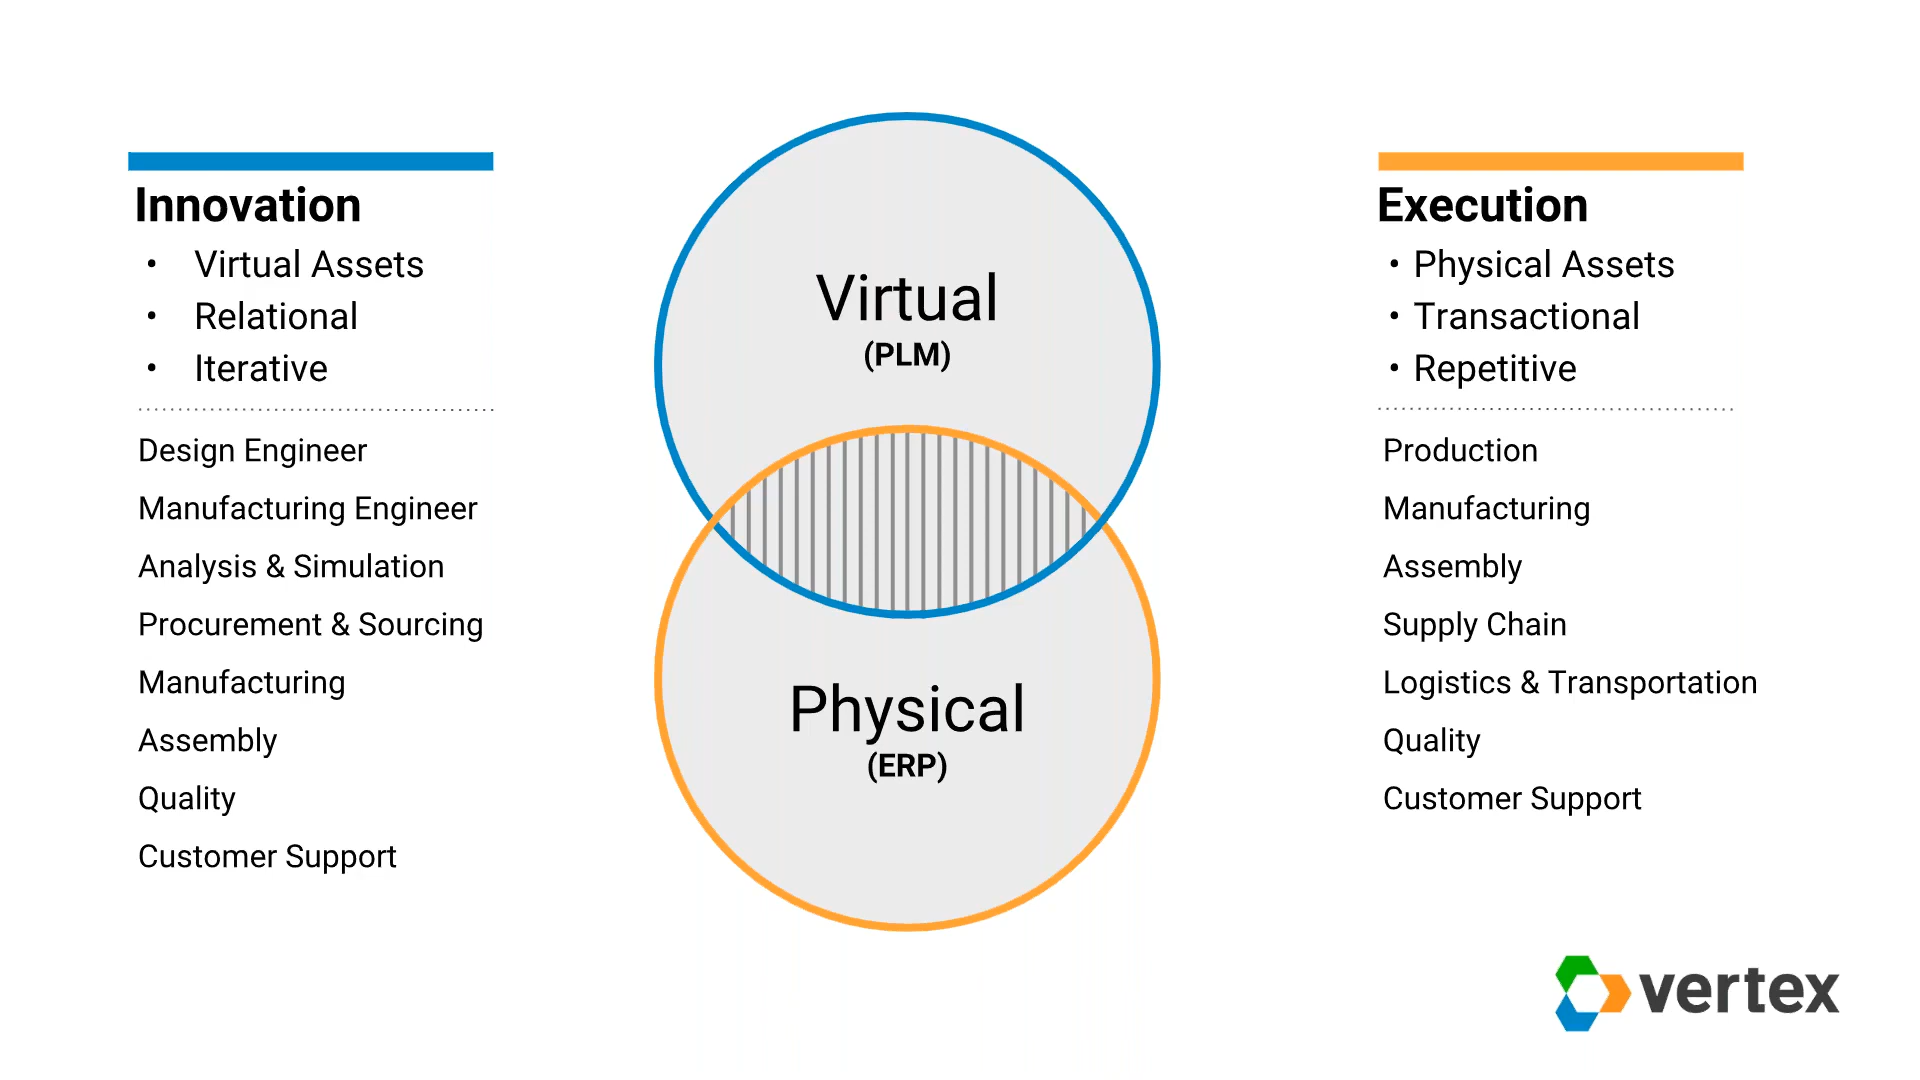 Innovation
• Virtual Assets
• Relational
• Iterative
Design Engineer
Manufacturing Engineer
Analysis & Simulation
Procurement & Sourcing
Manufacturing
Assembly
Quality
Customer Support
Virtual
(PLM)
Physical
(ERP)
Execution
• Physical Assets
• Transactional
• Repetitive
Production
Manufacturing
Assembly
Supply Chain
Logistics & Transportation
Quality
Customer Support
vertex